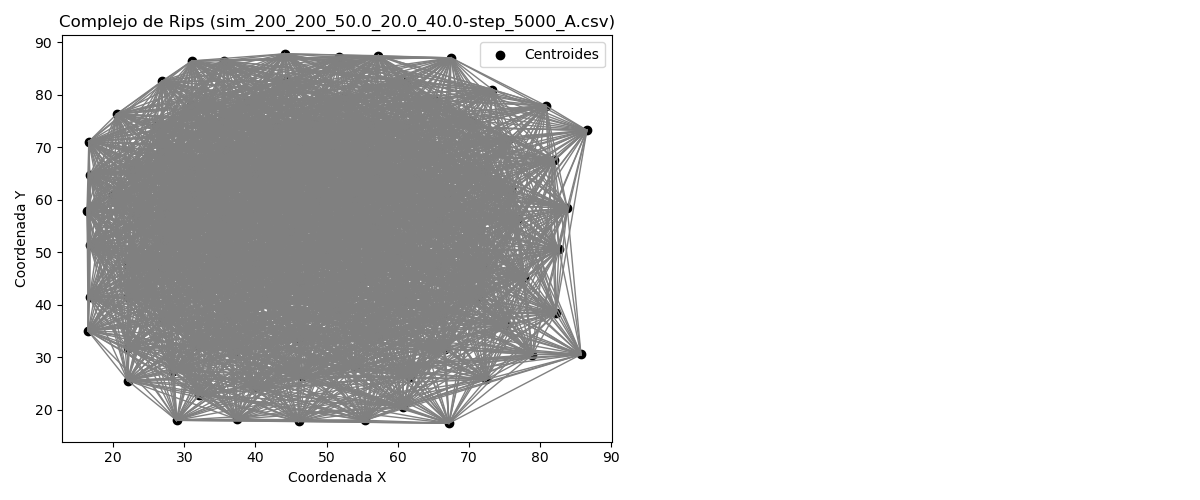 Complejo de Rips (sim_200_200_50.0_20.0_40.0-step_5000_A.csv)
Centroides
Coordenada Y
90
80
70
60
50
40
30
20
20 30 40 50 60 70 80 90
Coordenada X